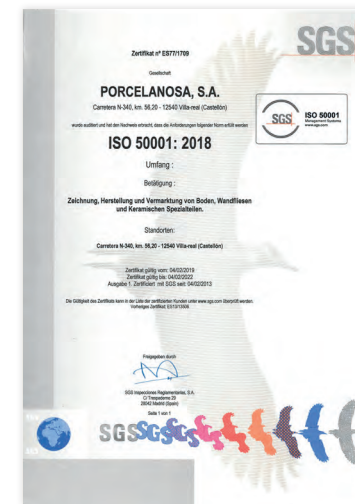 SGS
Zertifikat nº ES77/1709
Gesellschaft
PORCELANOSA, S.A.
Carretera N-340, km. 56,20 - 12540 Villa-real (Castellón)
wurde auditiert und hat den Nachweis erbracht, dass die Anforderungen folgender Norm erfüllt werden
ISO 50001: 2018
SGS
ISO 50001
Management Systems
www.sgs.com
Umfang :
Betätigung :
Zeichnung, Herstellung und Vermarktung von Boden, Wandfliesen
und Keramischen Spezialteilen.
Standorten:
Carretera N-340, km. 56,20 - 12540 Villa-real (Castellón)
Zertifikat gültig vom: 04/02/2019
Zertifikat gültig bis: 04/02/2022
Ausgabe 1. Zertifiziert mit SGS seit: 04/02/2013
Die Gültigkeit des Zertifikats kann in der Liste der zertifizierten Kunden unter www.sgs.com überprüft werden.
Vorheriges Zertifikat: ES13/13506
Freigegeben durch
SGS Inspecciones Reglamentarias, S.A.
C/ Trespaderne 29
28042 Madrid (Spain)
Seite 1 von 1
SGSSGSSGS